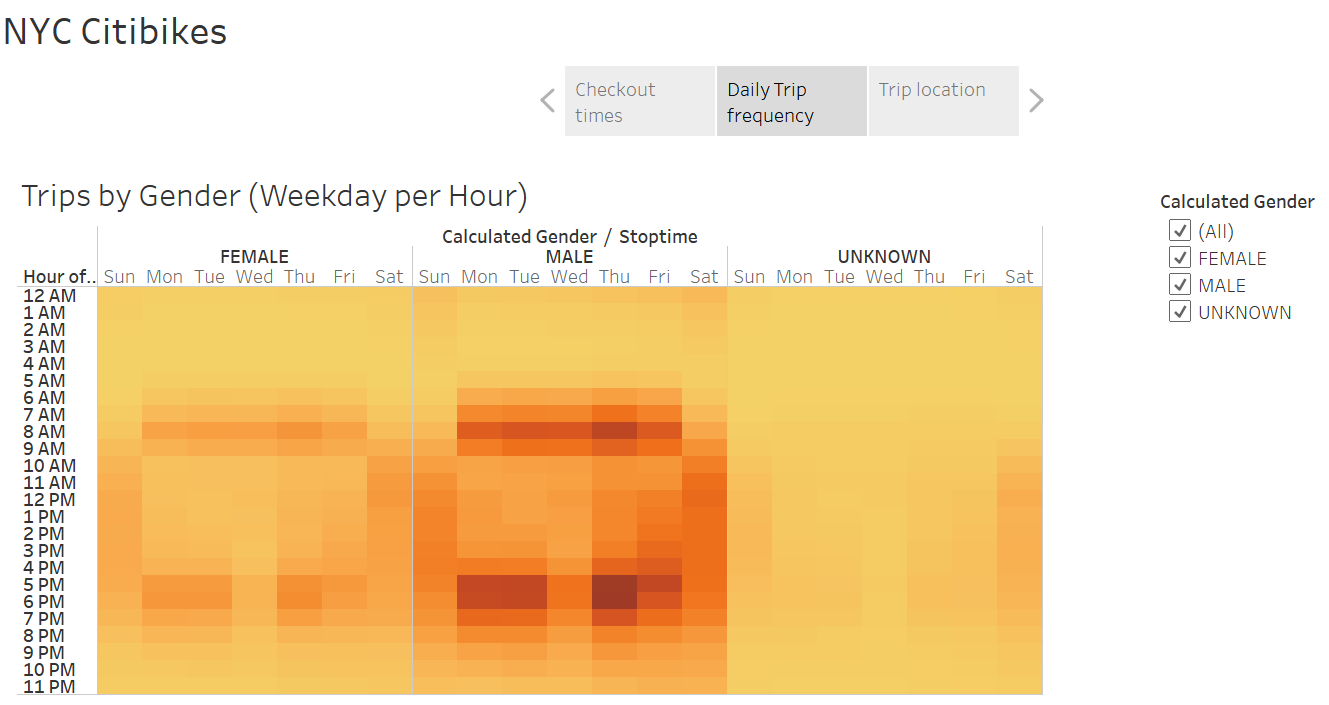 NYC Citibikes
Checkout
times
Daily Trip
frequency
Trip location
Trips by Gender (Weekday per Hour)
Calculated Gender / Stoptime
FEMALE MALE UNKNOWN
Hour of.. Sun Mon Tue Wed Thu Fri Sat Sun Mon Tue Wed Thu Fri Sat Sun Mon Tue Wed Thu Fri Sat
12 AM
1 AM
2 AM
3 AM
4 AM
5 AM
6 AM
7 AM
8 AM
9 AM
10 AM
11 AM
12 PM
1 PM
2 PM
3 PM
4 PM
5 PM
6 PM
7 PM
8 PM
9 PM
10 PM
11 PM
Calculated Gender
(All)
FEMALE
MALE
UNKNOWN